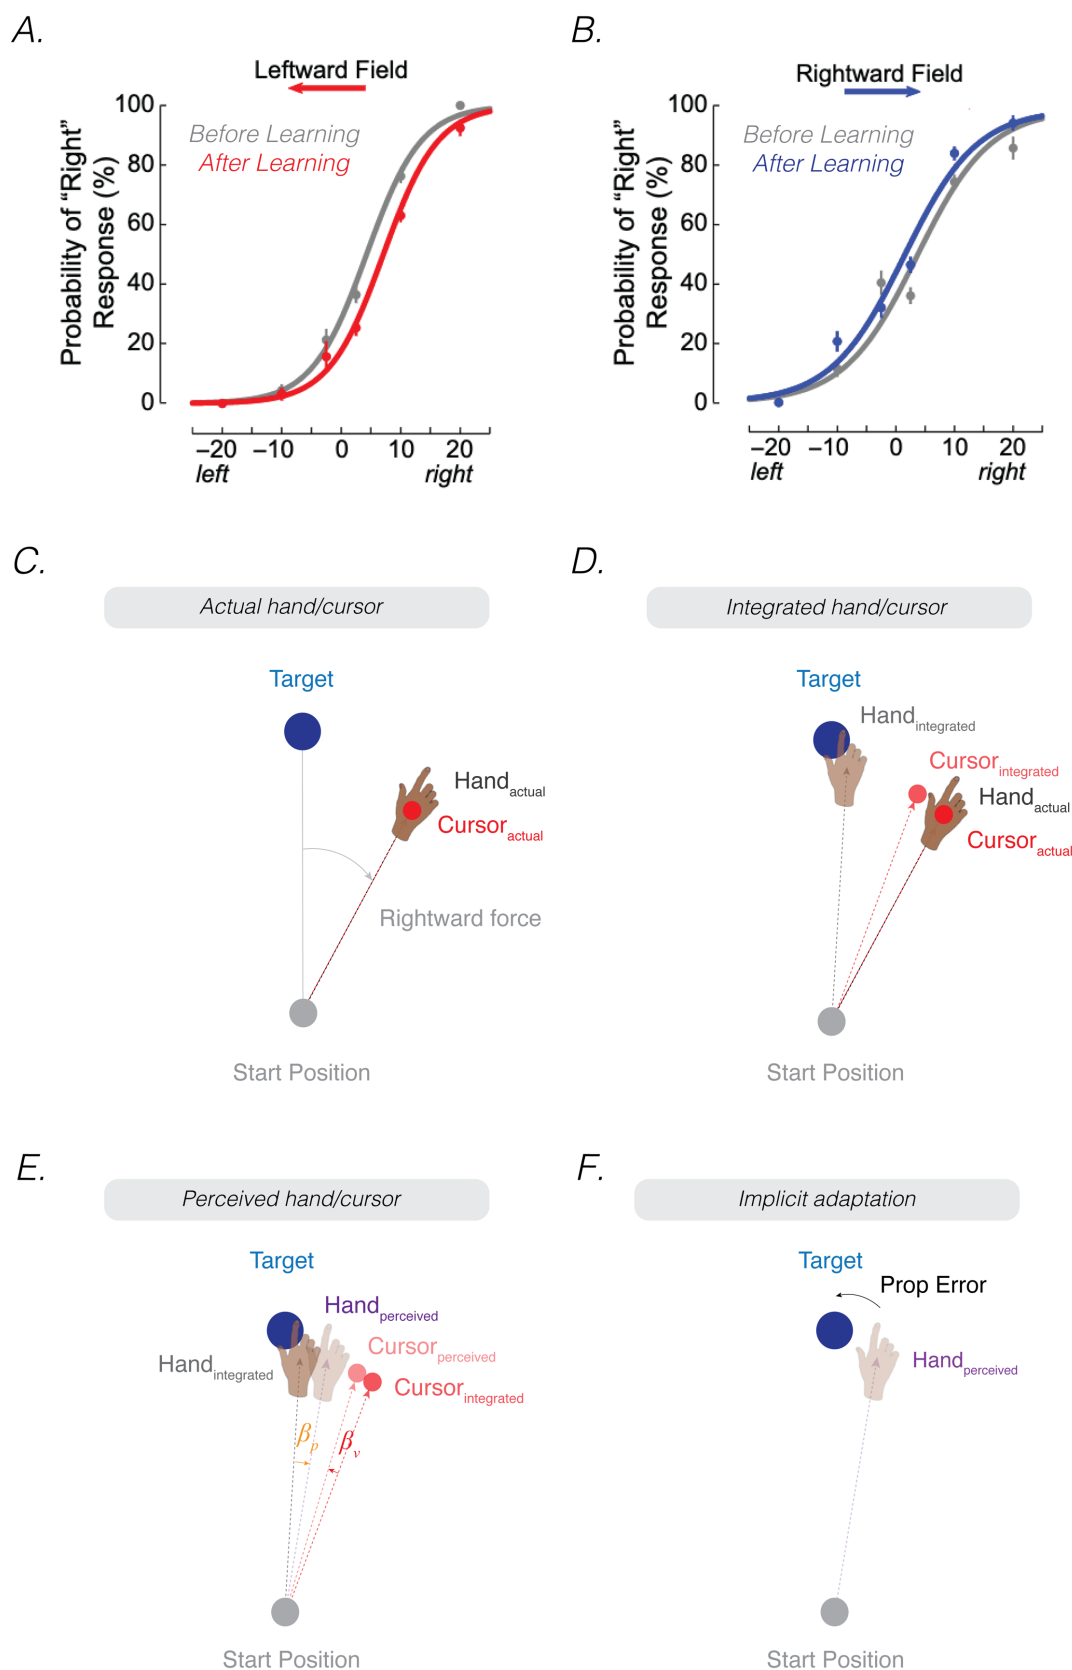 A.
Leftward Field
Before Learning
After Learning
Probability of “Right”
Response (%)
100
80
60
40
20
0
−20 −10 0 10 20
left right
B.
Rightward Field
Before Learning
After Learning
Probability of “Right”
Response (%)
100
80
60
40
20
0
−20 −10 0 10 20
left right
C.
Actual hand/cursor
Target
Hand actual
Cursor actual
Rightward force
Start Position
D.
Integrated hand/cursor
Target
Hand integrated
Cursor integrated
Hand actual
Cursor actual
Start Position
E.
Perceived hand/cursor
Target
Hand perceived
Cursor perceived
Hand integrated
Cursor integrated
βp
βv
Start Position
F.
Implicit adaptation
Target
Prop Error
Hand perceived
Start Position